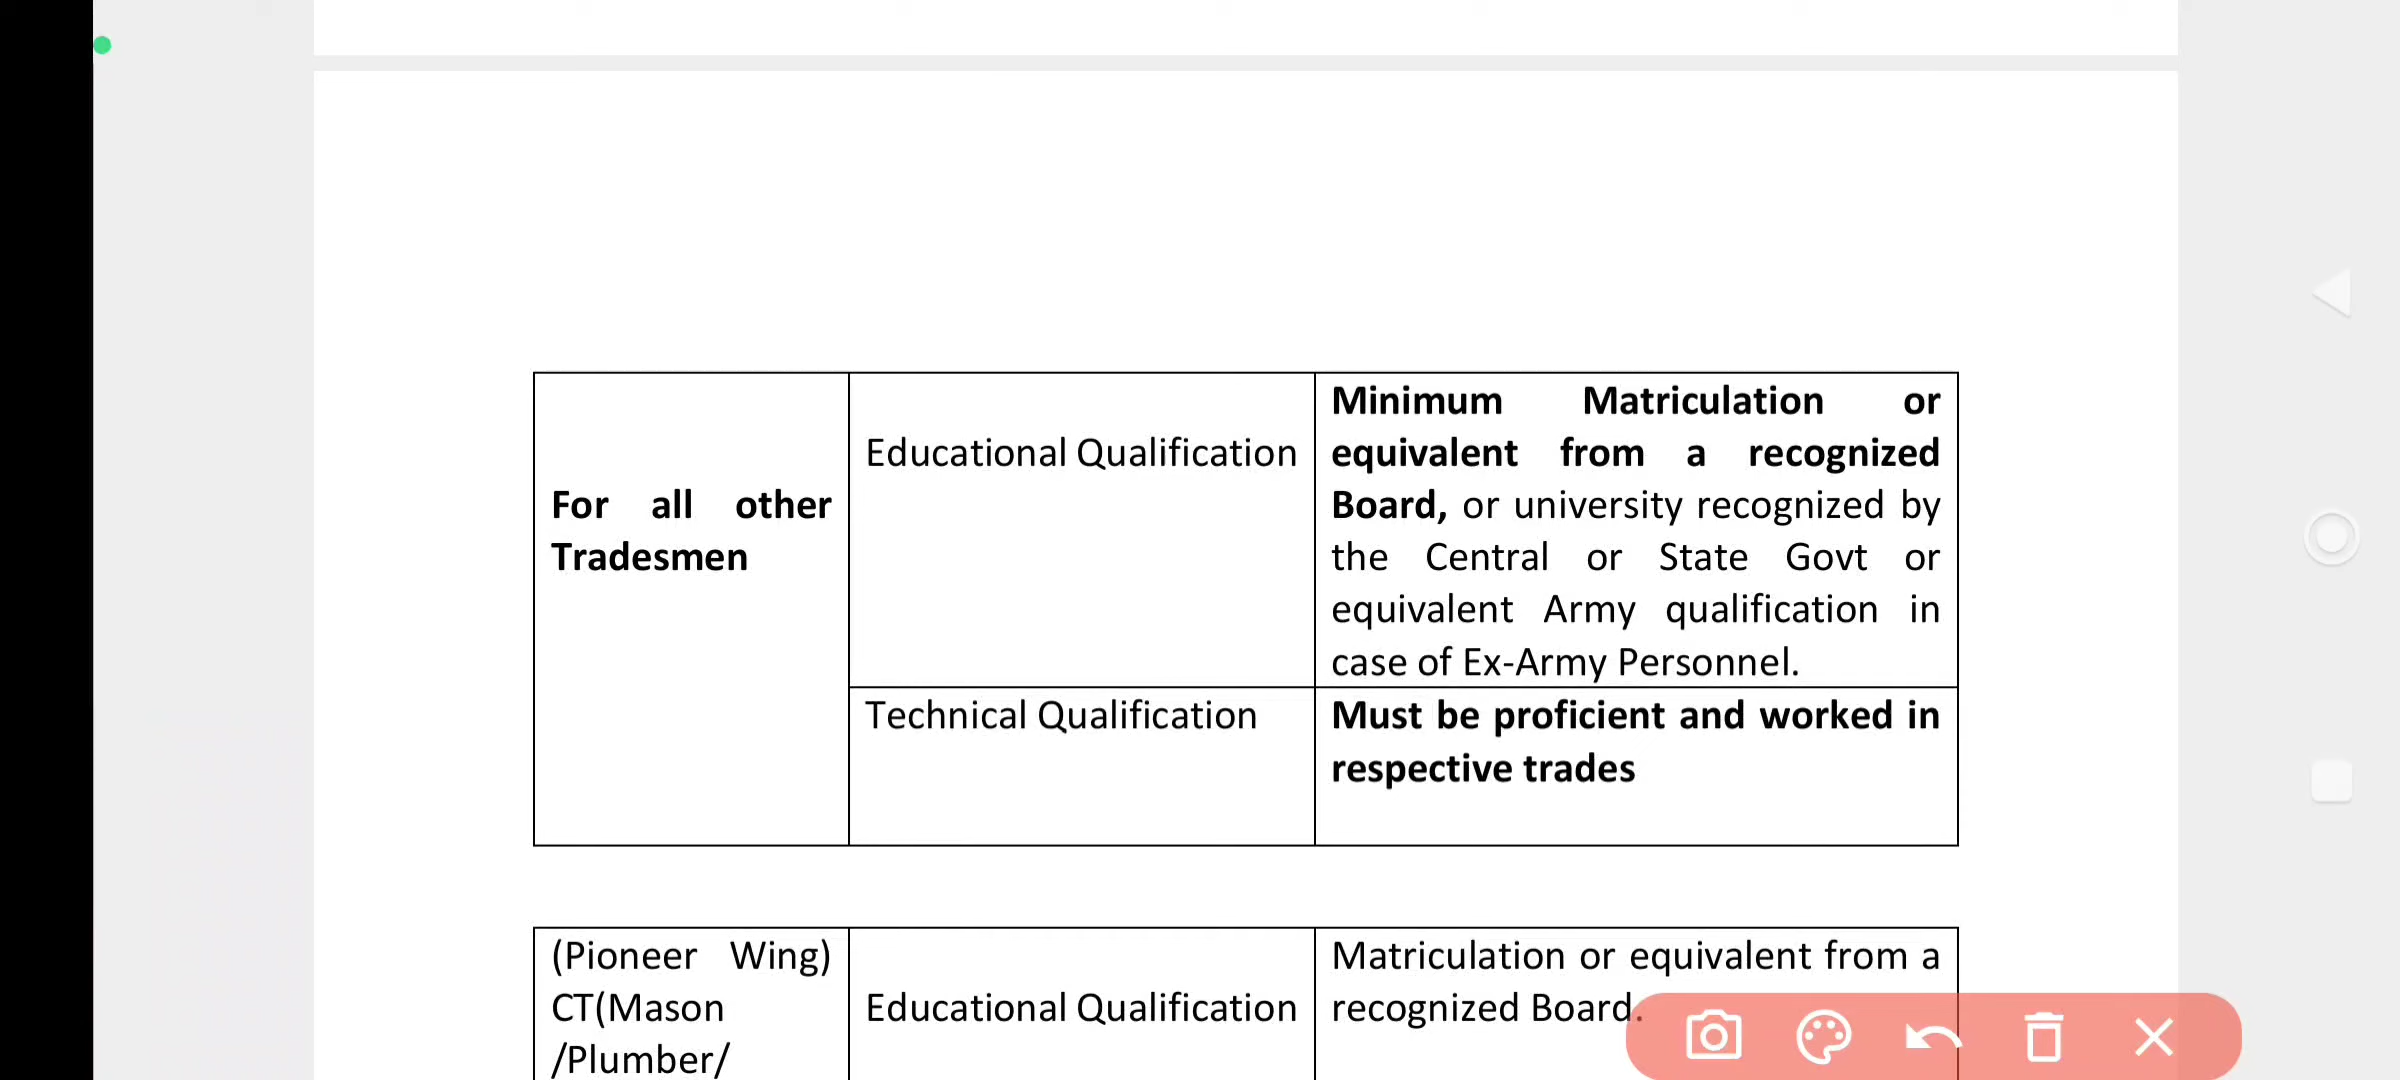 For all other
Tradesmen
Educational Qualification
Minimum Matriculation or
equivalent from a recognized
Board, or university recognized by
the Central or State Govt or
equivalent Army qualification in
case of Ex-Army Personnel.
Technical Qualification
Must be proficient and worked in
respective trades
(Pioneer Wing)
CT(Mason
/Plumber/
Educational Qualification
Matriculation or equivalent from a
recognized Board.